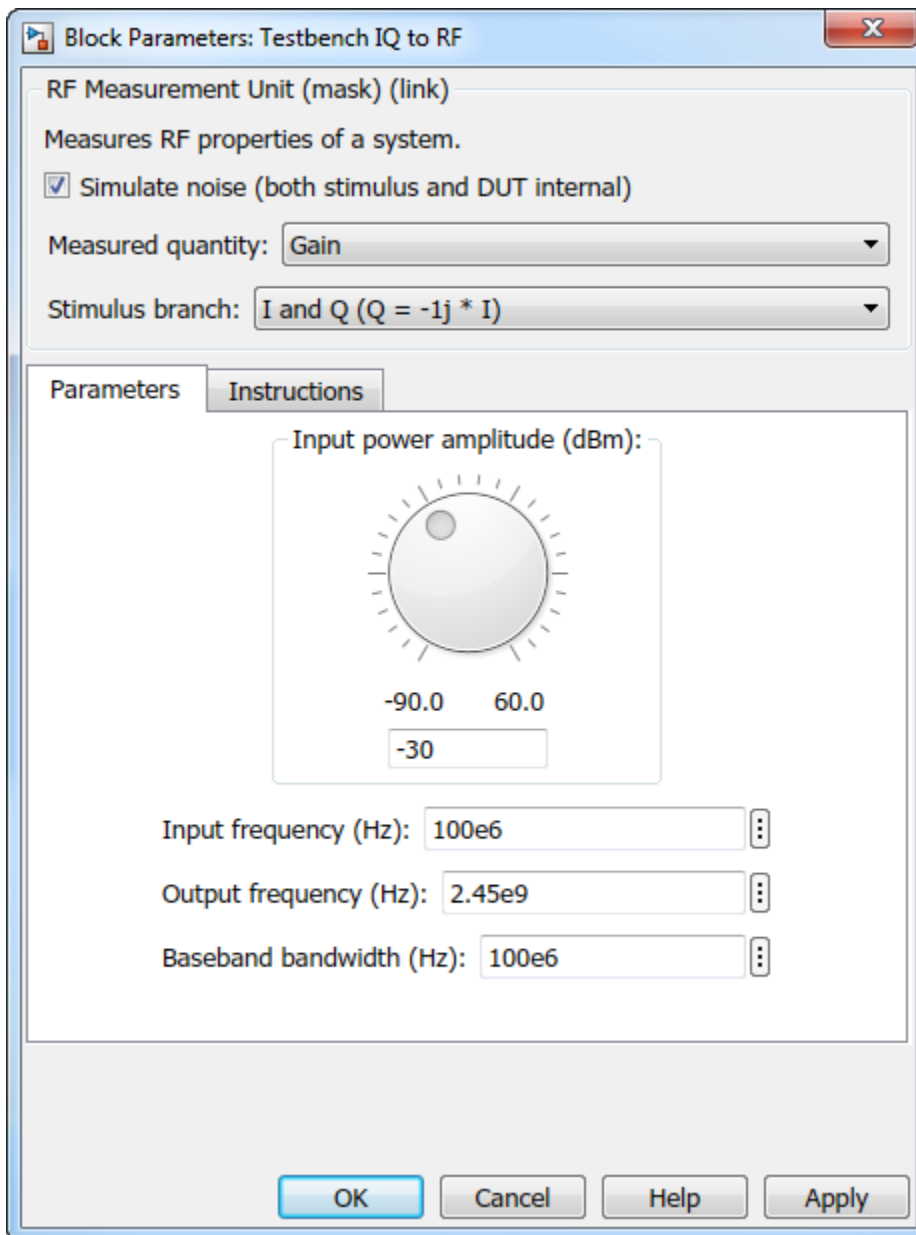 Block Parameters: Testbench IQ to RF
RF Measurement Unit (mask) (link)
Measures RF properties of a system.
Simulate noise (both stimulus and DUT internal)
Measured quantity: Gain
Stimulus branch: I and Q (Q = -1j * I)
Parameters Instructions
Input power amplitude (dBm):
-90.0 60.0
-30
Input frequency (Hz): 100e6
Output frequency (Hz): 2.45e9
Baseband bandwidth (Hz): 100e6
OK Cancel Help Apply